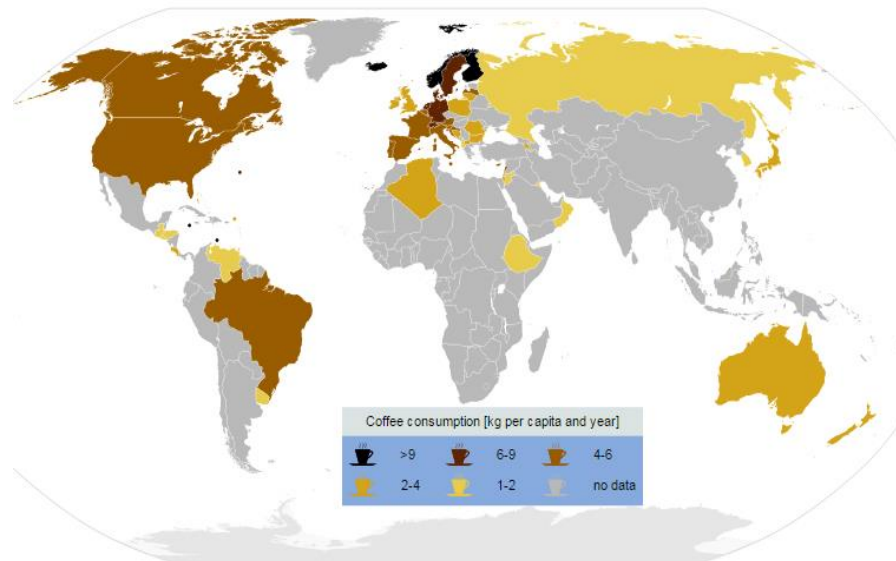 Coffee consumption [kg per capita and year]
>9 6-9 4-6
2-4 1-2 no data